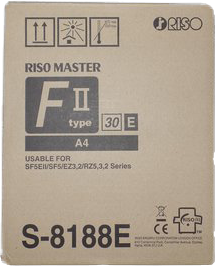 RISO
RISO MASTER
F II
type
30 E
A4
USABLE FOR
SF5EII/SF5/EZ3,2/RZ5,3,2 Series
S-8188E